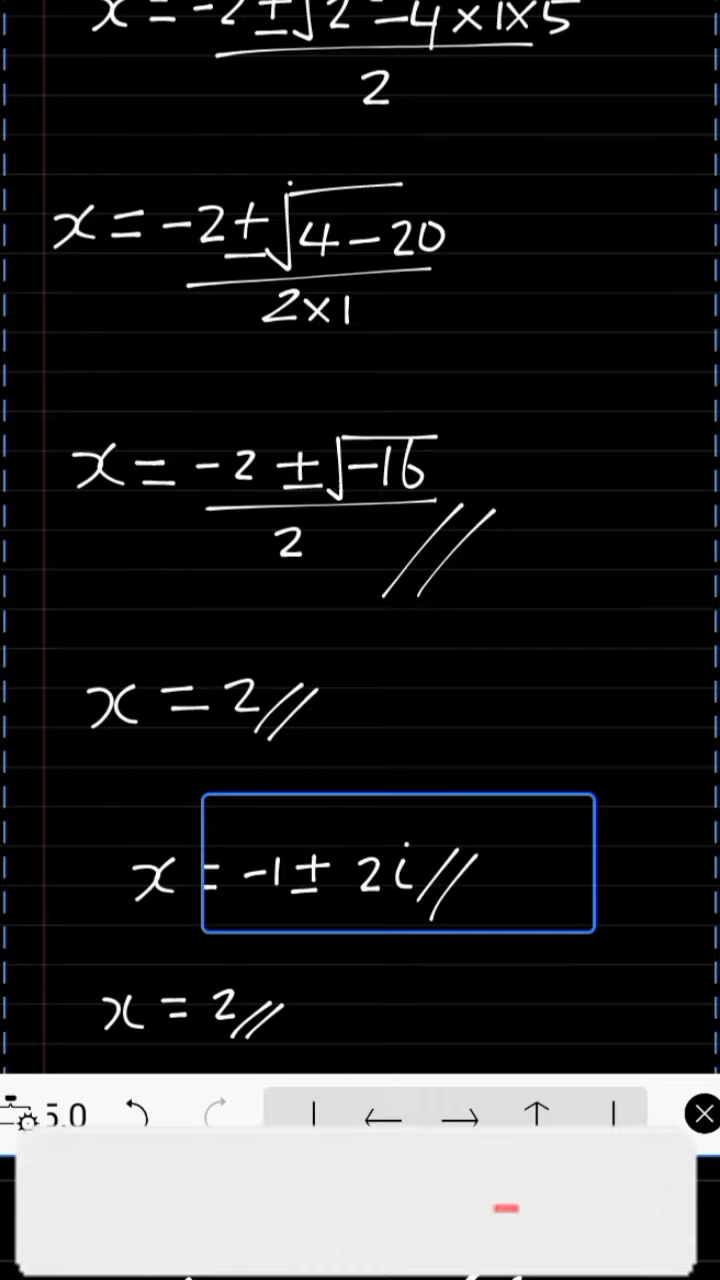 x = -2 ± √2 - 4 × 1 × 5
2
x = -2 ± √4 - 20
2 × 1
x = -2 ± √-16
2
x = 2
x = -1 ± 2i
x = 2
5.0